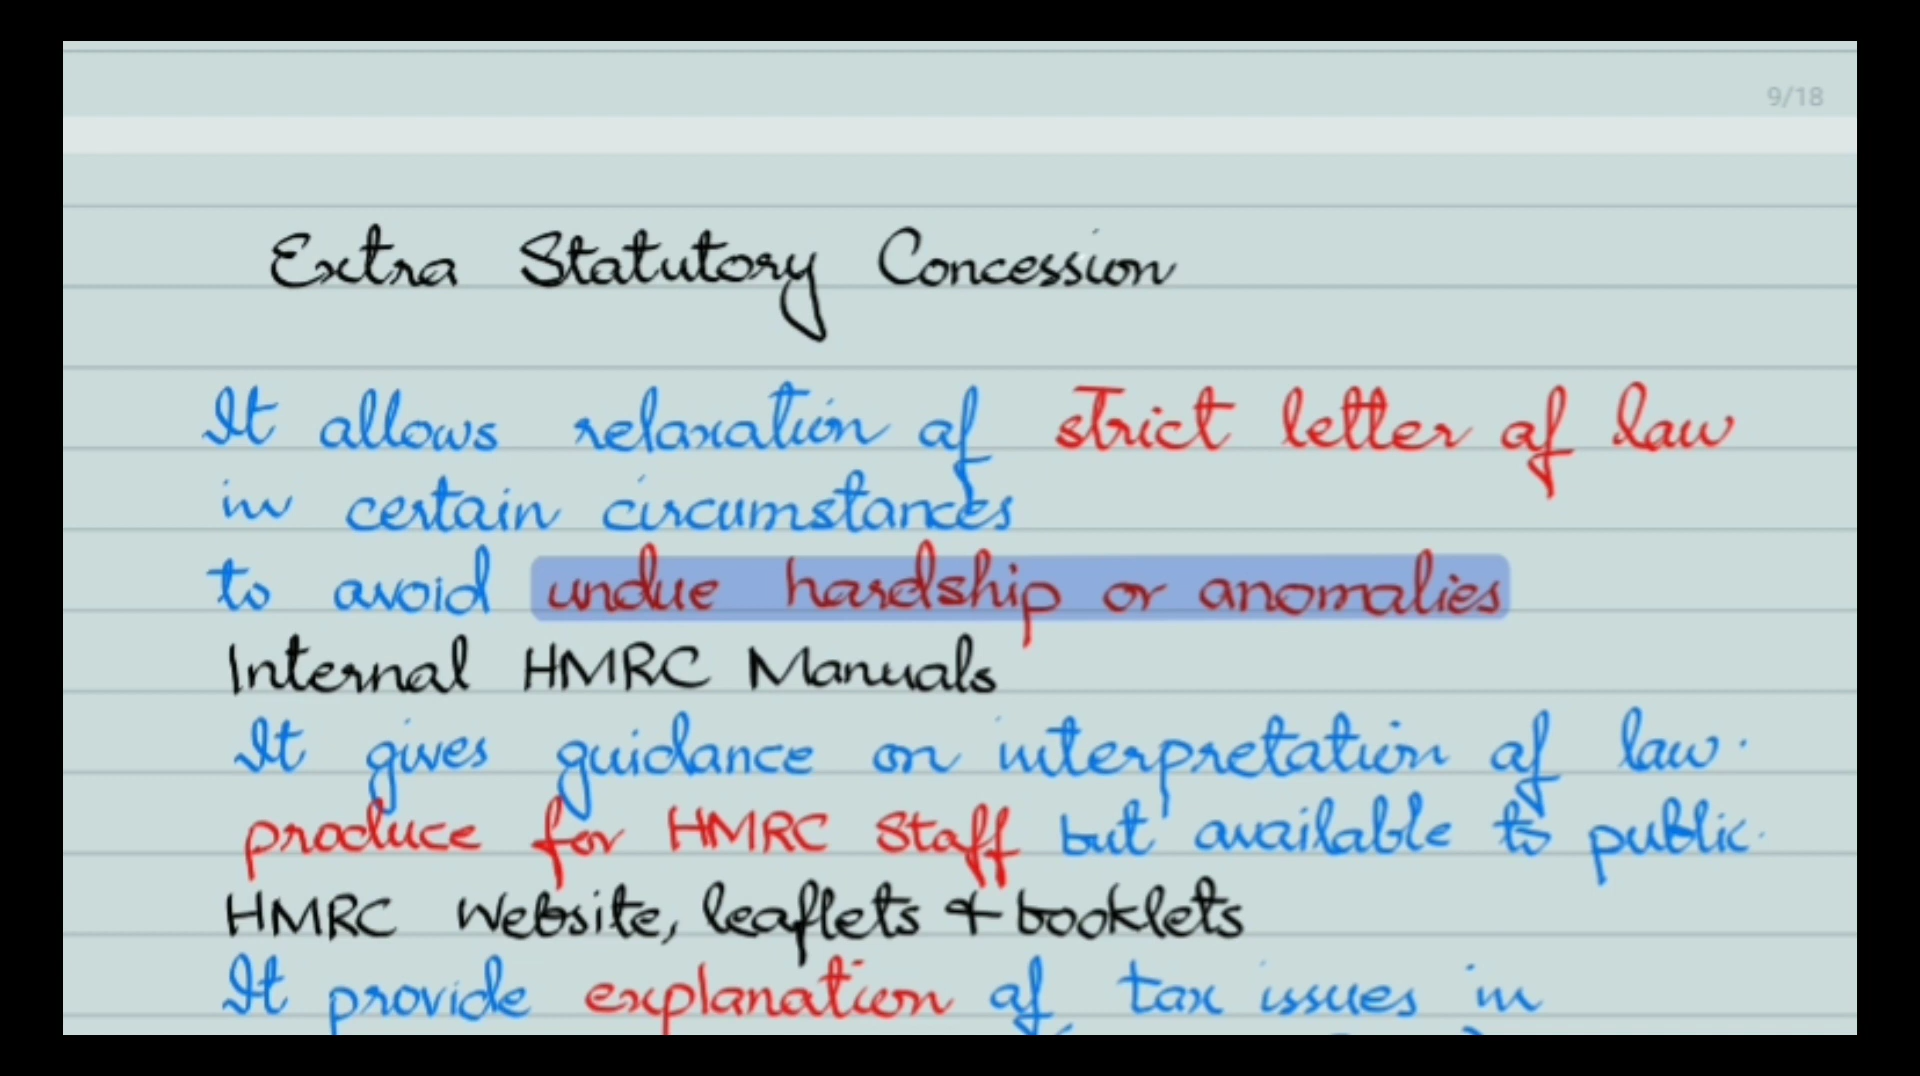 9/18
Extra Statutory Concession
It allows relaxation of strict letter of law
in certain circumstances
to avoid undue hardship or anomalies
Internal HMRC Manuals
It gives guidance on interpretation of law.
produce for HMRC Staff but available to public.
HMRC Website, leaflets + booklets
It provide explanation of tax issues in